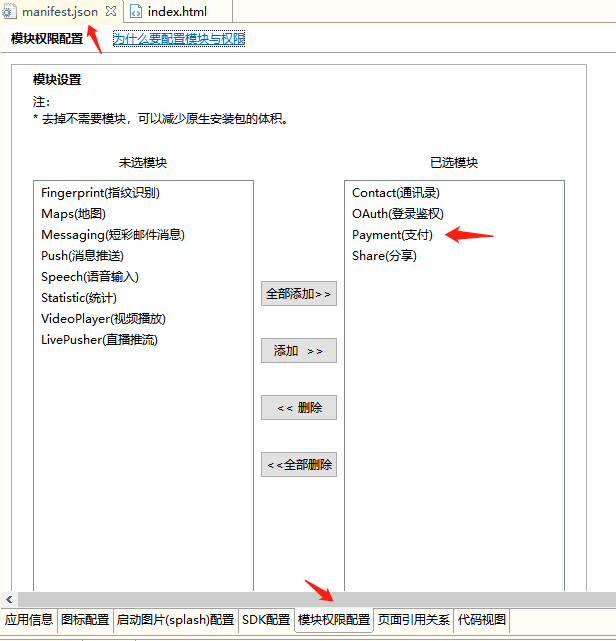 manifest.json index.html
模块权限配置 为什么要配置模块与权限
模块设置
注：
* 去掉不需要模块，可以减少原生安装包的体积。
未选模块 已选模块
Fingerprint(指纹识别) Contact(通讯录)
Maps(地图) OAuth(登录鉴权)
Messaging(短彩邮件消息) Payment(支付)
Push(消息推送) Share(分享)
Speech(语音输入)
全部添加>>
Statistic(统计)
VideoPlayer(视频播放)
LivePusher(直播推流)
添加 >>
<< 删除
<<全部删除
应用信息 图标配置 启动图片(splash)配置 SDK配置 模块权限配置 页面引用关系 代码视图